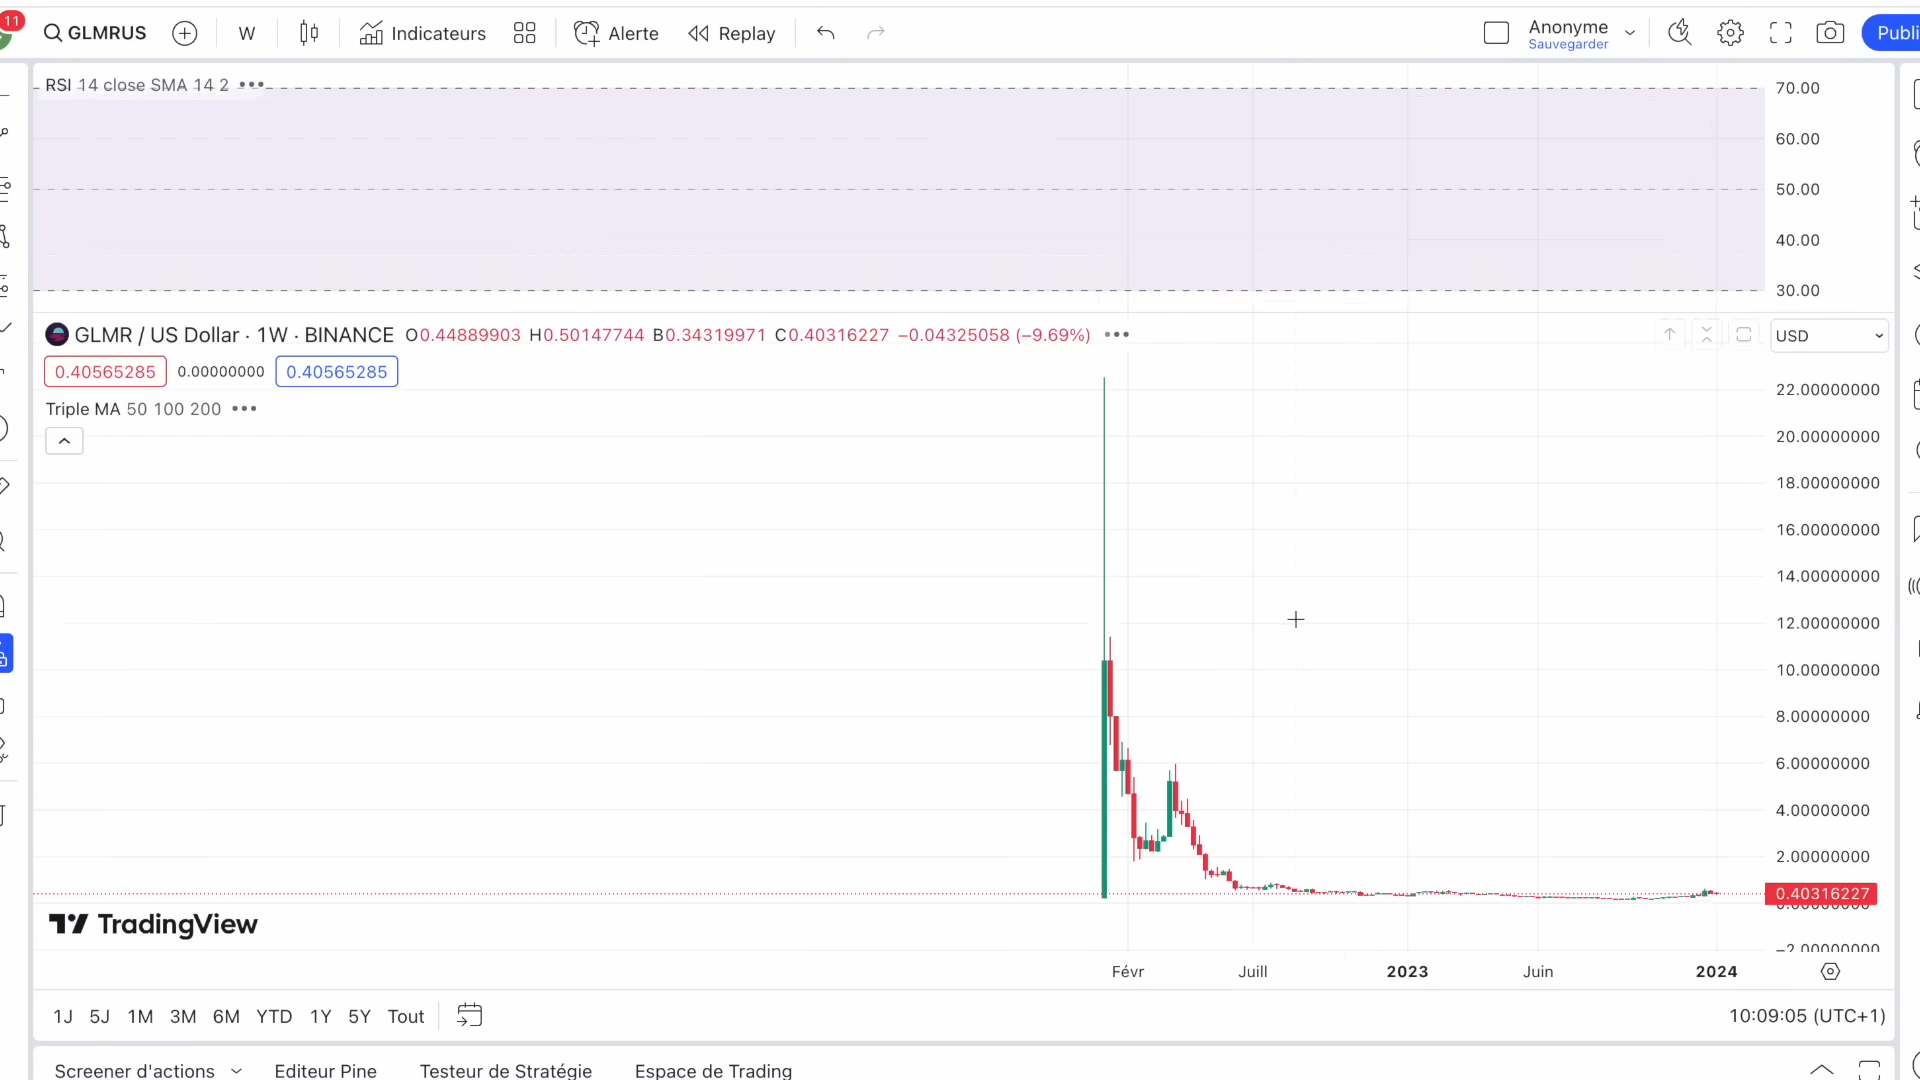 11
GLMRUS
W
Indicateurs
Alerte
Replay
Anonyme
Sauvegarder
Publi
RSI 14 close SMA 14 2
70.00
60.00
50.00
40.00
30.00
GLMR / US Dollar · 1W · BINANCE O0.44889903 H0.50147744 B0.34319971 C0.40316227 −0.04325058 (−9.69%)
USD
0.40565285 0.00000000 0.40565285
Triple MA 50 100 200
22.00000000
20.00000000
18.00000000
16.00000000
14.00000000
12.00000000
10.00000000
8.00000000
6.00000000
4.00000000
2.00000000
0.40316227
0.00000000
−2.00000000
TradingView
Févr Juill 2023 Juin 2024
1J 5J 1M 3M 6M YTD 1Y 5Y Tout
10:09:05 (UTC+1)
Screener d'actions Editeur Pine Testeur de Stratégie Espace de Trading